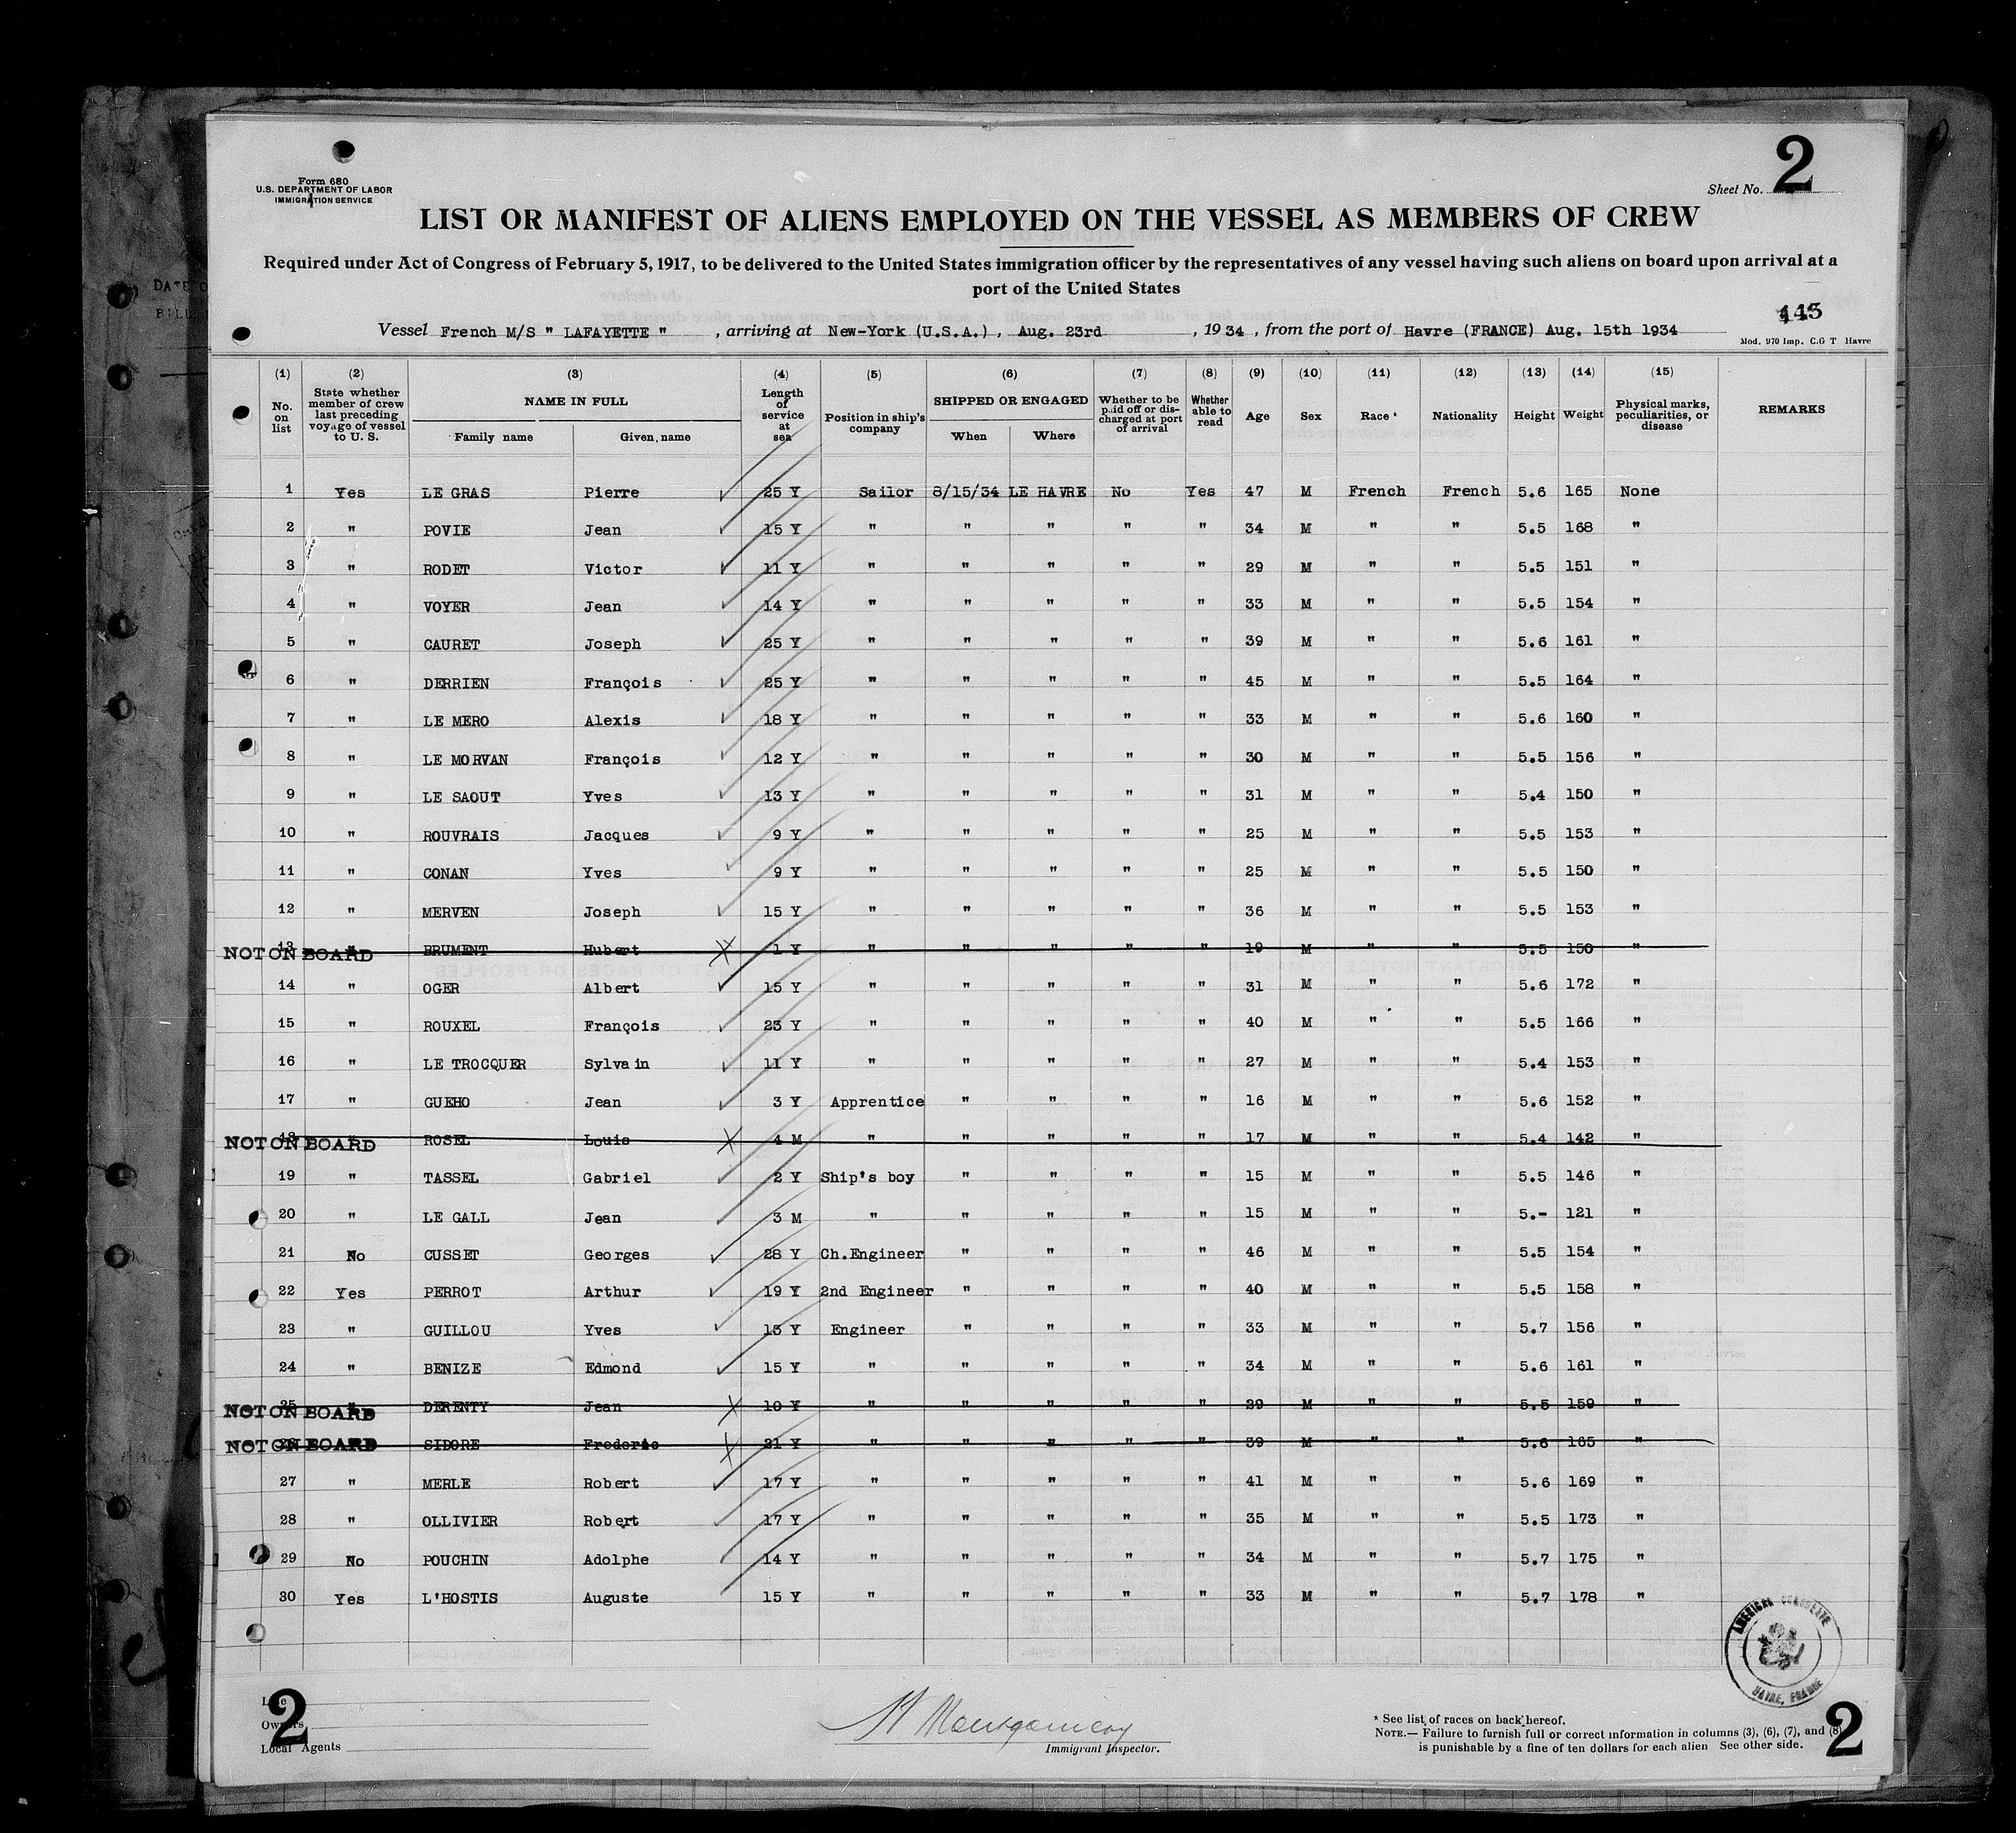 Form 680
U.S. DEPARTMENT OF LABOR
IMMIGRATION SERVICE
Sheet No. 2
LIST OR MANIFEST OF ALIENS EMPLOYED ON THE VESSEL AS MEMBERS OF CREW
Required under Act of Congress of February 5, 1917, to be delivered to the United States immigration officer by the representatives of any vessel having such aliens on board upon arrival at a
port of the United States
Vessel French M/S " LAFAYETTE " , arriving at New-York (U.S.A.) , Aug. 23rd , 1934 , from the port of Havre (FRANCE) Aug. 15th 1934
Mod. 970 Imp. C.G T Havre
(1) (2) (3) (4) (5) (6) (7) (8) (9) (10) (11) (12) (13) (14) (15)
No. on list | State whether member of crew last preceding voyage of vessel to U. S. | NAME IN FULL | Length of service at sea | Position in ship's company | SHIPPED OR ENGAGED | Whether to be paid off or discharged at port of arrival | Whether able to read | Age | Sex | Race * | Nationality | Height | Weight | Physical marks, peculiarities, or disease | REMARKS
Family name | Given name | When | Where
1 Yes LE GRAS Pierre 25 Y Sailor 8/15/34 LE HAVRE No Yes 47 M French French 5.6 165 None
2 " POVIE Jean 15 Y " " " " " 34 M " " 5.5 168 "
3 " RODET Victor 11 Y " " " " " 29 M " " 5.5 151 "
4 " VOYER Jean 14 Y " " " " " 33 M " " 5.5 154 "
5 " CAURET Joseph 25 Y " " " " " 39 M " " 5.6 161 "
6 " DERRIEN François 25 Y " " " " " 45 M " " 5.5 164 "
7 " LE MERO Alexis 18 Y " " " " " 33 M " " 5.6 160 "
8 " LE MORVAN François 12 Y " " " " " 30 M " " 5.5 156 "
9 " LE SAOUT Yves 13 Y " " " " " 31 M " " 5.4 150 "
10 " ROUVRAIS Jacques 9 Y " " " " " 25 M " " 5.5 153 "
11 " CONAN Yves 9 Y " " " " " 25 M " " 5.5 150 "
12 " MERVEN Joseph 15 Y " " " " " 36 M " " 5.5 153 "
NOT ON BOARD 13 " BRUMENT Hubert 1 Y " " " " " 19 M " " 5.5 150 "
14 " OGER Albert 15 Y " " " " " 31 M " " 5.6 172 "
15 " ROUXEL François 23 Y " " " " " 40 M " " 5.5 166 "
16 " LE TROCQUER Sylvain 11 Y " " " " " 27 M " " 5.4 153 "
17 " GUEHO Jean 3 Y Apprentice " " " " 16 M " " 5.6 152 "
NOT ON BOARD 18 " ROSEL Louis 4 M " " " " " 17 M " " 5.4 142 "
19 " TASSEL Gabriel 2 Y Ship's boy " " " " 15 M " " 5.5 146 "
20 " LE GALL Jean 3 M " " " " " 15 M " " 5.- 121 "
21 No CUSSET Georges 28 Y Ch.Engineer " " " " 46 M " " 5.5 154 "
22 Yes PERROT Arthur 19 Y 2nd Engineer " " " " 40 M " " 5.5 158 "
23 " GUILLOU Yves 13 Y Engineer " " " " 33 M " " 5.7 156 "
24 " BENIZE Edmond 15 Y " " " " " 34 M " " 5.6 161 "
NOT ON BOARD 25 " DERENTY Jean 10 Y " " " " " 29 M " " 5.5 159 "
NOT ON BOARD 26 " SIDORE Frederic 21 Y " " " " " 39 M " " 5.6 165 "
27 " MERLE Robert 17 Y " " " " " 41 M " " 5.6 169 "
28 " OLLIVIER Robert 17 Y " " " " " 35 M " " 5.5 173 "
29 No POUCHIN Adolphe 14 Y " " " " " 34 M " " 5.7 175 "
30 Yes L'HOSTIS Auguste 15 Y " " " " " 33 M " " 5.7 178 "
AMERICAN CONSULATE
HAVRE, FRANCE
2
Line
Owners
Local Agents
Montgomery
Immigrant Inspector.
* See list of races on back hereof.
NOTE.— Failure to furnish full or correct information in columns (3), (6), (7), and (8)
is punishable by a fine of ten dollars for each alien See other side.
2